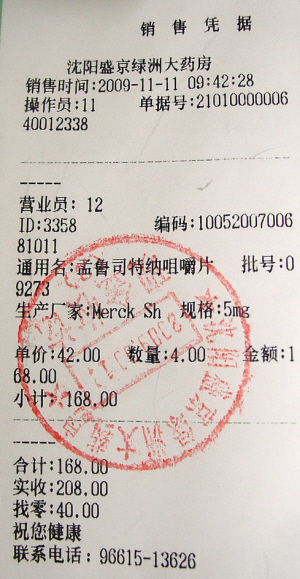 销售凭据
沈阳盛京绿洲大药房
销售时间:2009-11-11 09:42:28
操作员:11 单据号:21010000006
40012338
-----
营业员: 12
ID:3358 编码:10052007006
81011
通用名:孟鲁司特纳咀嚼片 批号:0
9273
生产厂家:Merck Sh 规格:5mg
单价:42.00 数量:4.00 金额:1
68.00
小计: 168.00
-----
合计:168.00
实收:208.00
找零:40.00
祝您健康
联系电话: 96615-13626